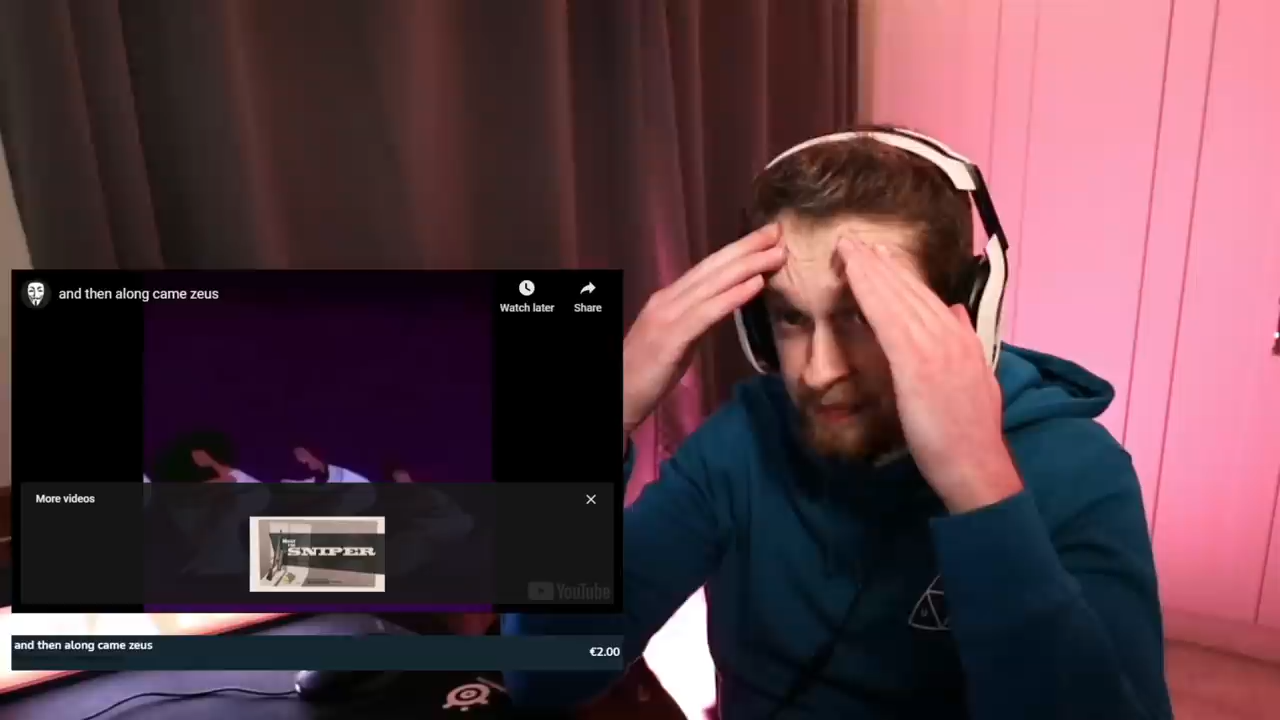 and then along came zeus
Watch later
Share
More videos
SNIPER
YouTube
and then along came zeus
€2.00